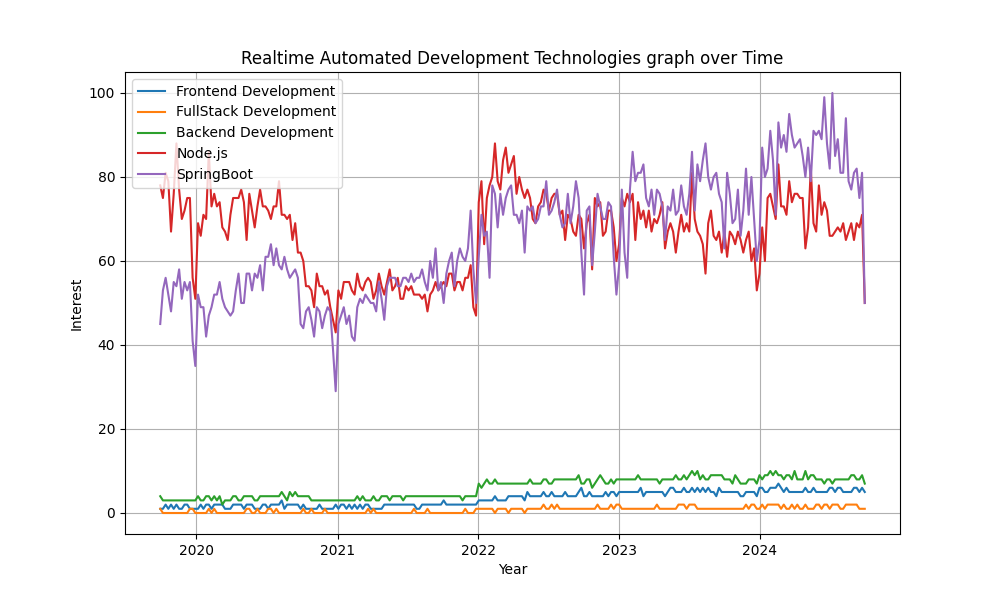 Realtime Automated Development Technologies graph over Time
100
80
60
40
20
0
Interest
Frontend Development
FullStack Development
Backend Development
Node.js
SpringBoot
2020
2021
2022
2023
2024
Year